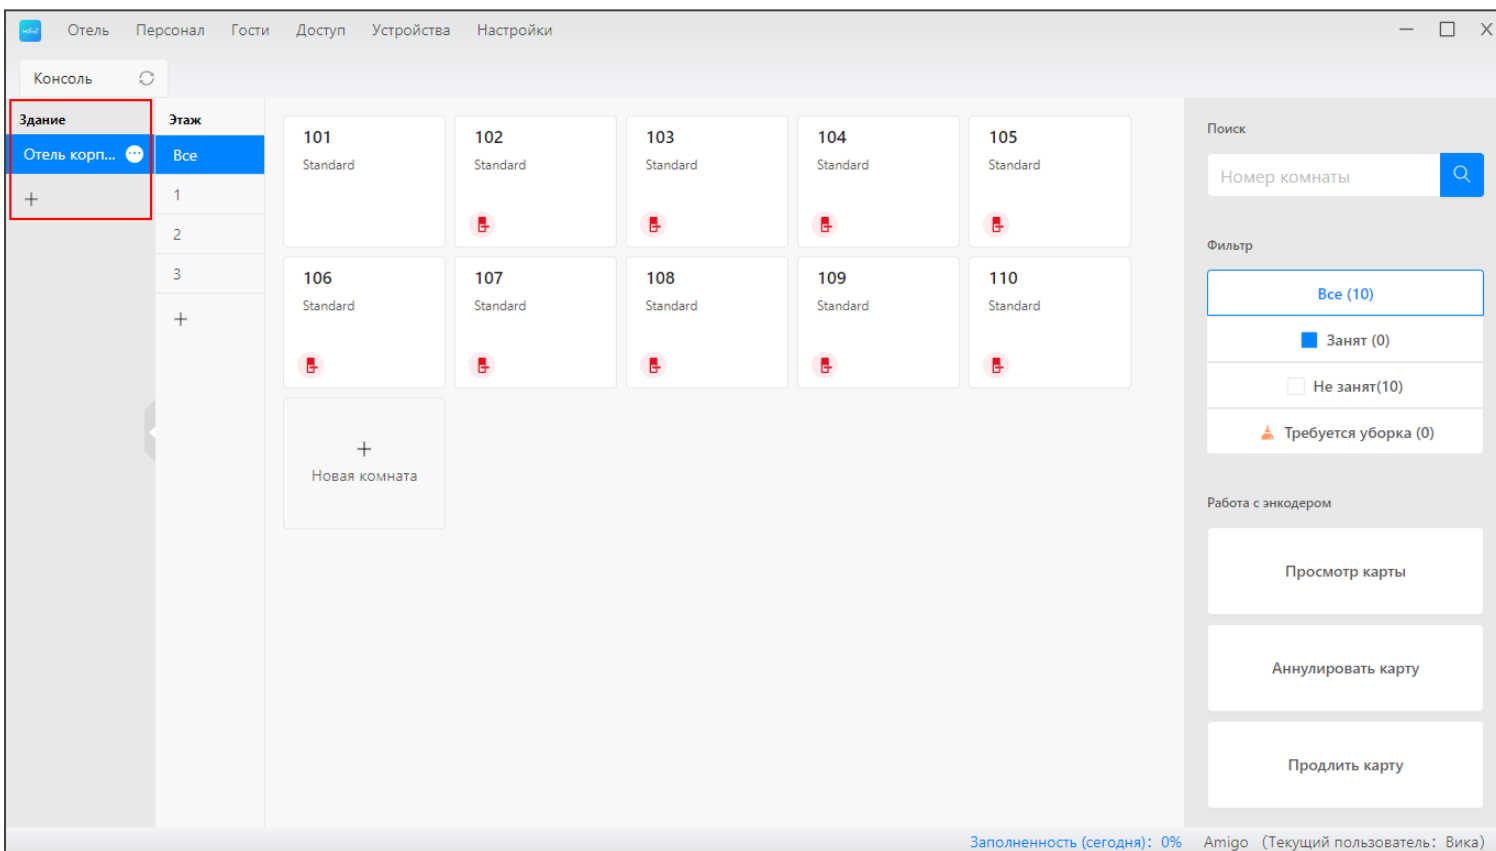 Отель Персонал Гости Доступ Устройства Настройки
Консоль
Здание
Отель корп...
Этаж
Все
1
2
3
101
Standard
102
Standard
103
Standard
104
Standard
105
Standard
106
Standard
107
Standard
108
Standard
109
Standard
110
Standard
+
Новая комната
Поиск
Номер комнаты
Фильтр
Все (10)
Занят (0)
Не занят(10)
Требуется уборка (0)
Работа с энкодером
Просмотр карты
Аннулировать карту
Продлить карту
Заполненность (сегодня): 0% Amigo (Текущий пользователь: Вика)